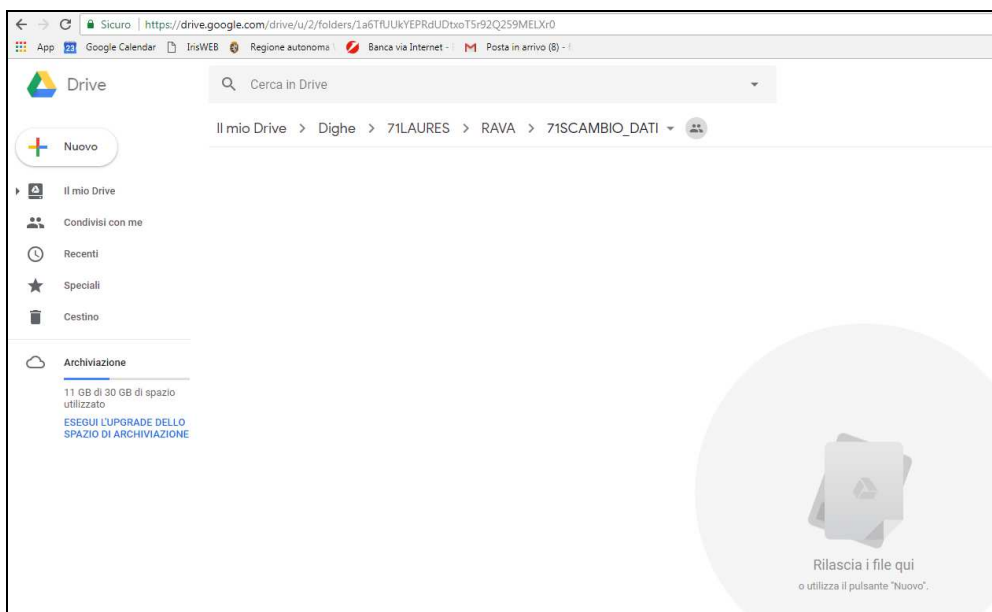 Sicuro | https://drive.google.com/drive/u/2/folders/1a6TfUUkYEPRdUDtxoT5r92Q2S9MELXr0
App 23 Google Calendar IrisWEB Regione autonoma Banca via Internet - Posta in arrivo (8) -
Drive
Cerca in Drive
Il mio Drive > Dighe > 71LAURES > RAVA > 71SCAMBIO_DATI
Nuovo
Il mio Drive
Condivisi con me
Recenti
Speciali
Cestino
Archiviazione
11 GB di 30 GB di spazio
utilizzato
ESEGUI L'UPGRADE DELLO
SPAZIO DI ARCHIVIAZIONE
Rilascia i file qui
o utilizza il pulsante "Nuovo".